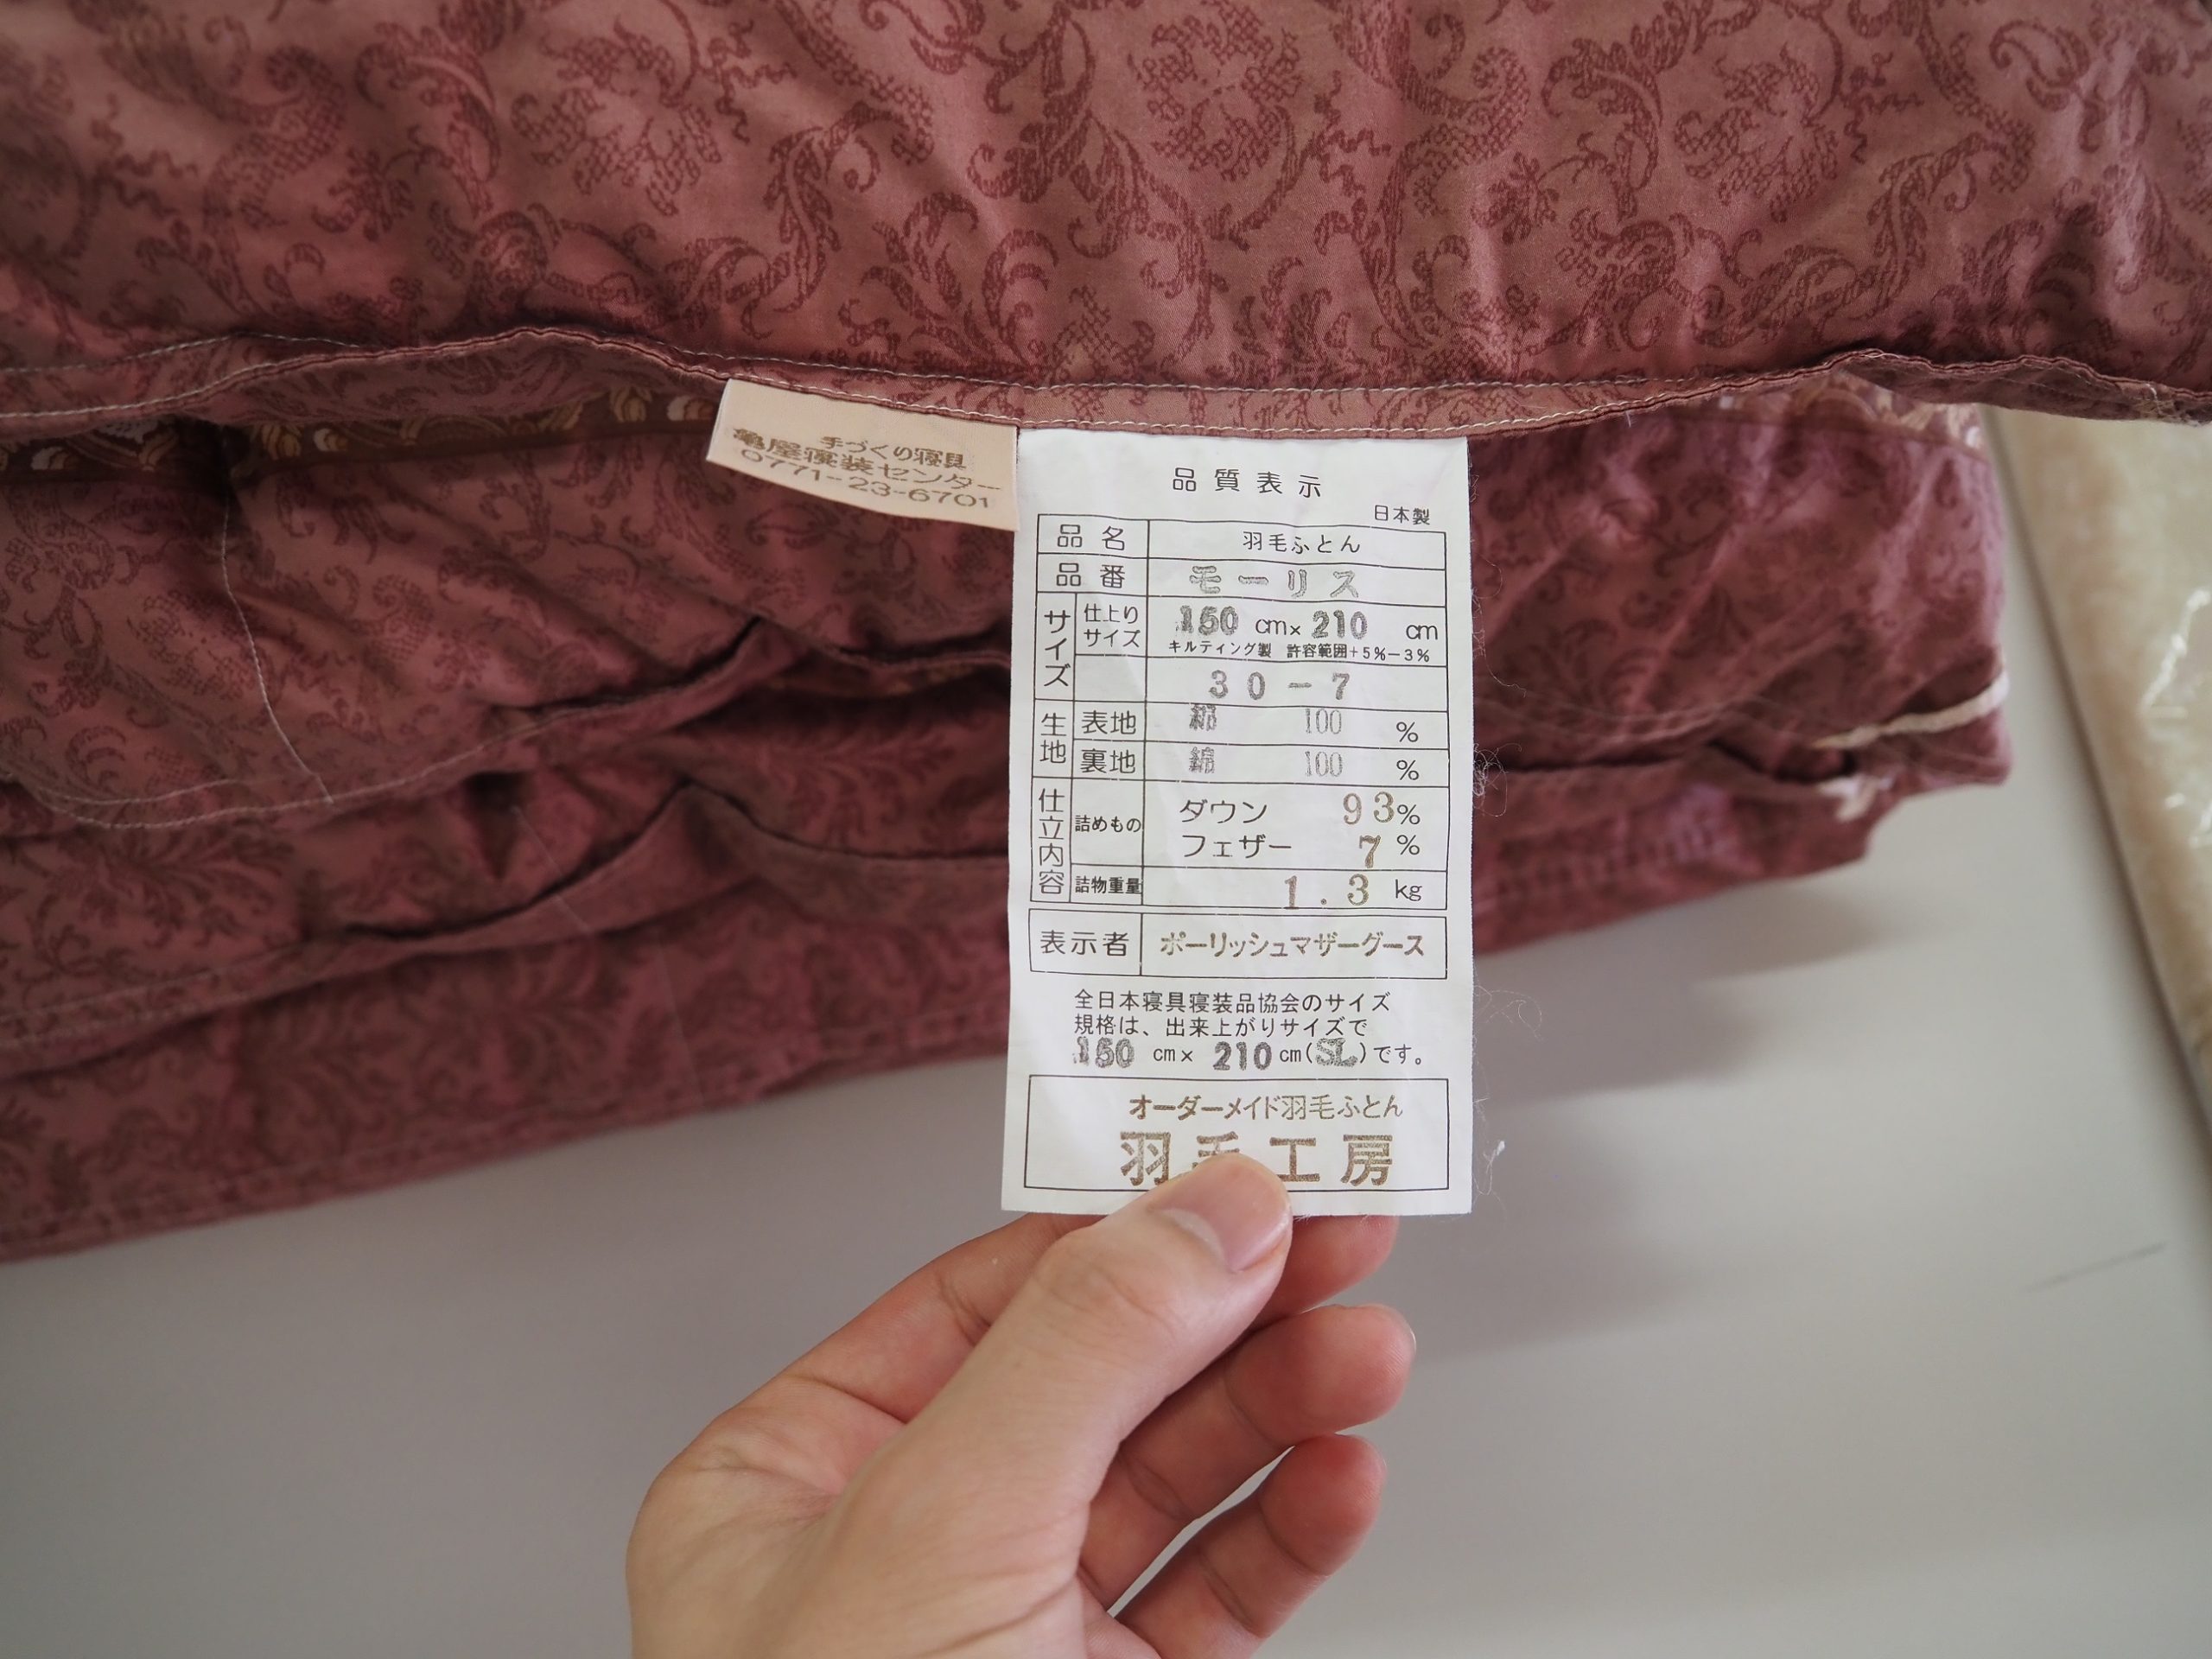 手づくり寝具
亀屋寝装センター
0771-23-6701
品質表示
日本製
品名 羽毛ふとん
品番 モーリス
サイズ 仕上りサイズ 150 cm× 210 cm
キルティング製 許容範囲+5%-3%
30-7
生地 表地 綿 100 %
裏地 綿 100 %
仕立内容 詰めもの ダウン 93%
フェザー 7 %
詰物重量 1.3 kg
表示者 ポーリッシュマザーグース
全日本寝具寝装品協会のサイズ
規格は、出来上がりサイズで
150 cm× 210 cm(SL)です。
オーダーメイド羽毛ふとん
羽毛工房